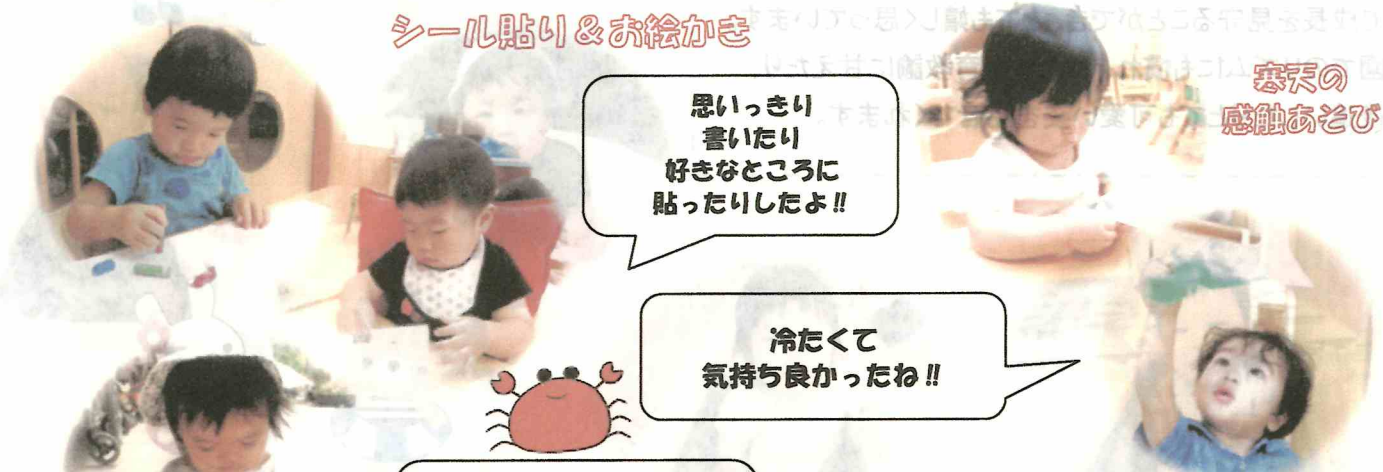 シール貼り＆お絵かき
思いっきり
書いたり
好きなところに
貼ったりしたよ!!
寒天の
感触あそび
冷たくて
気持ち良かったね!!